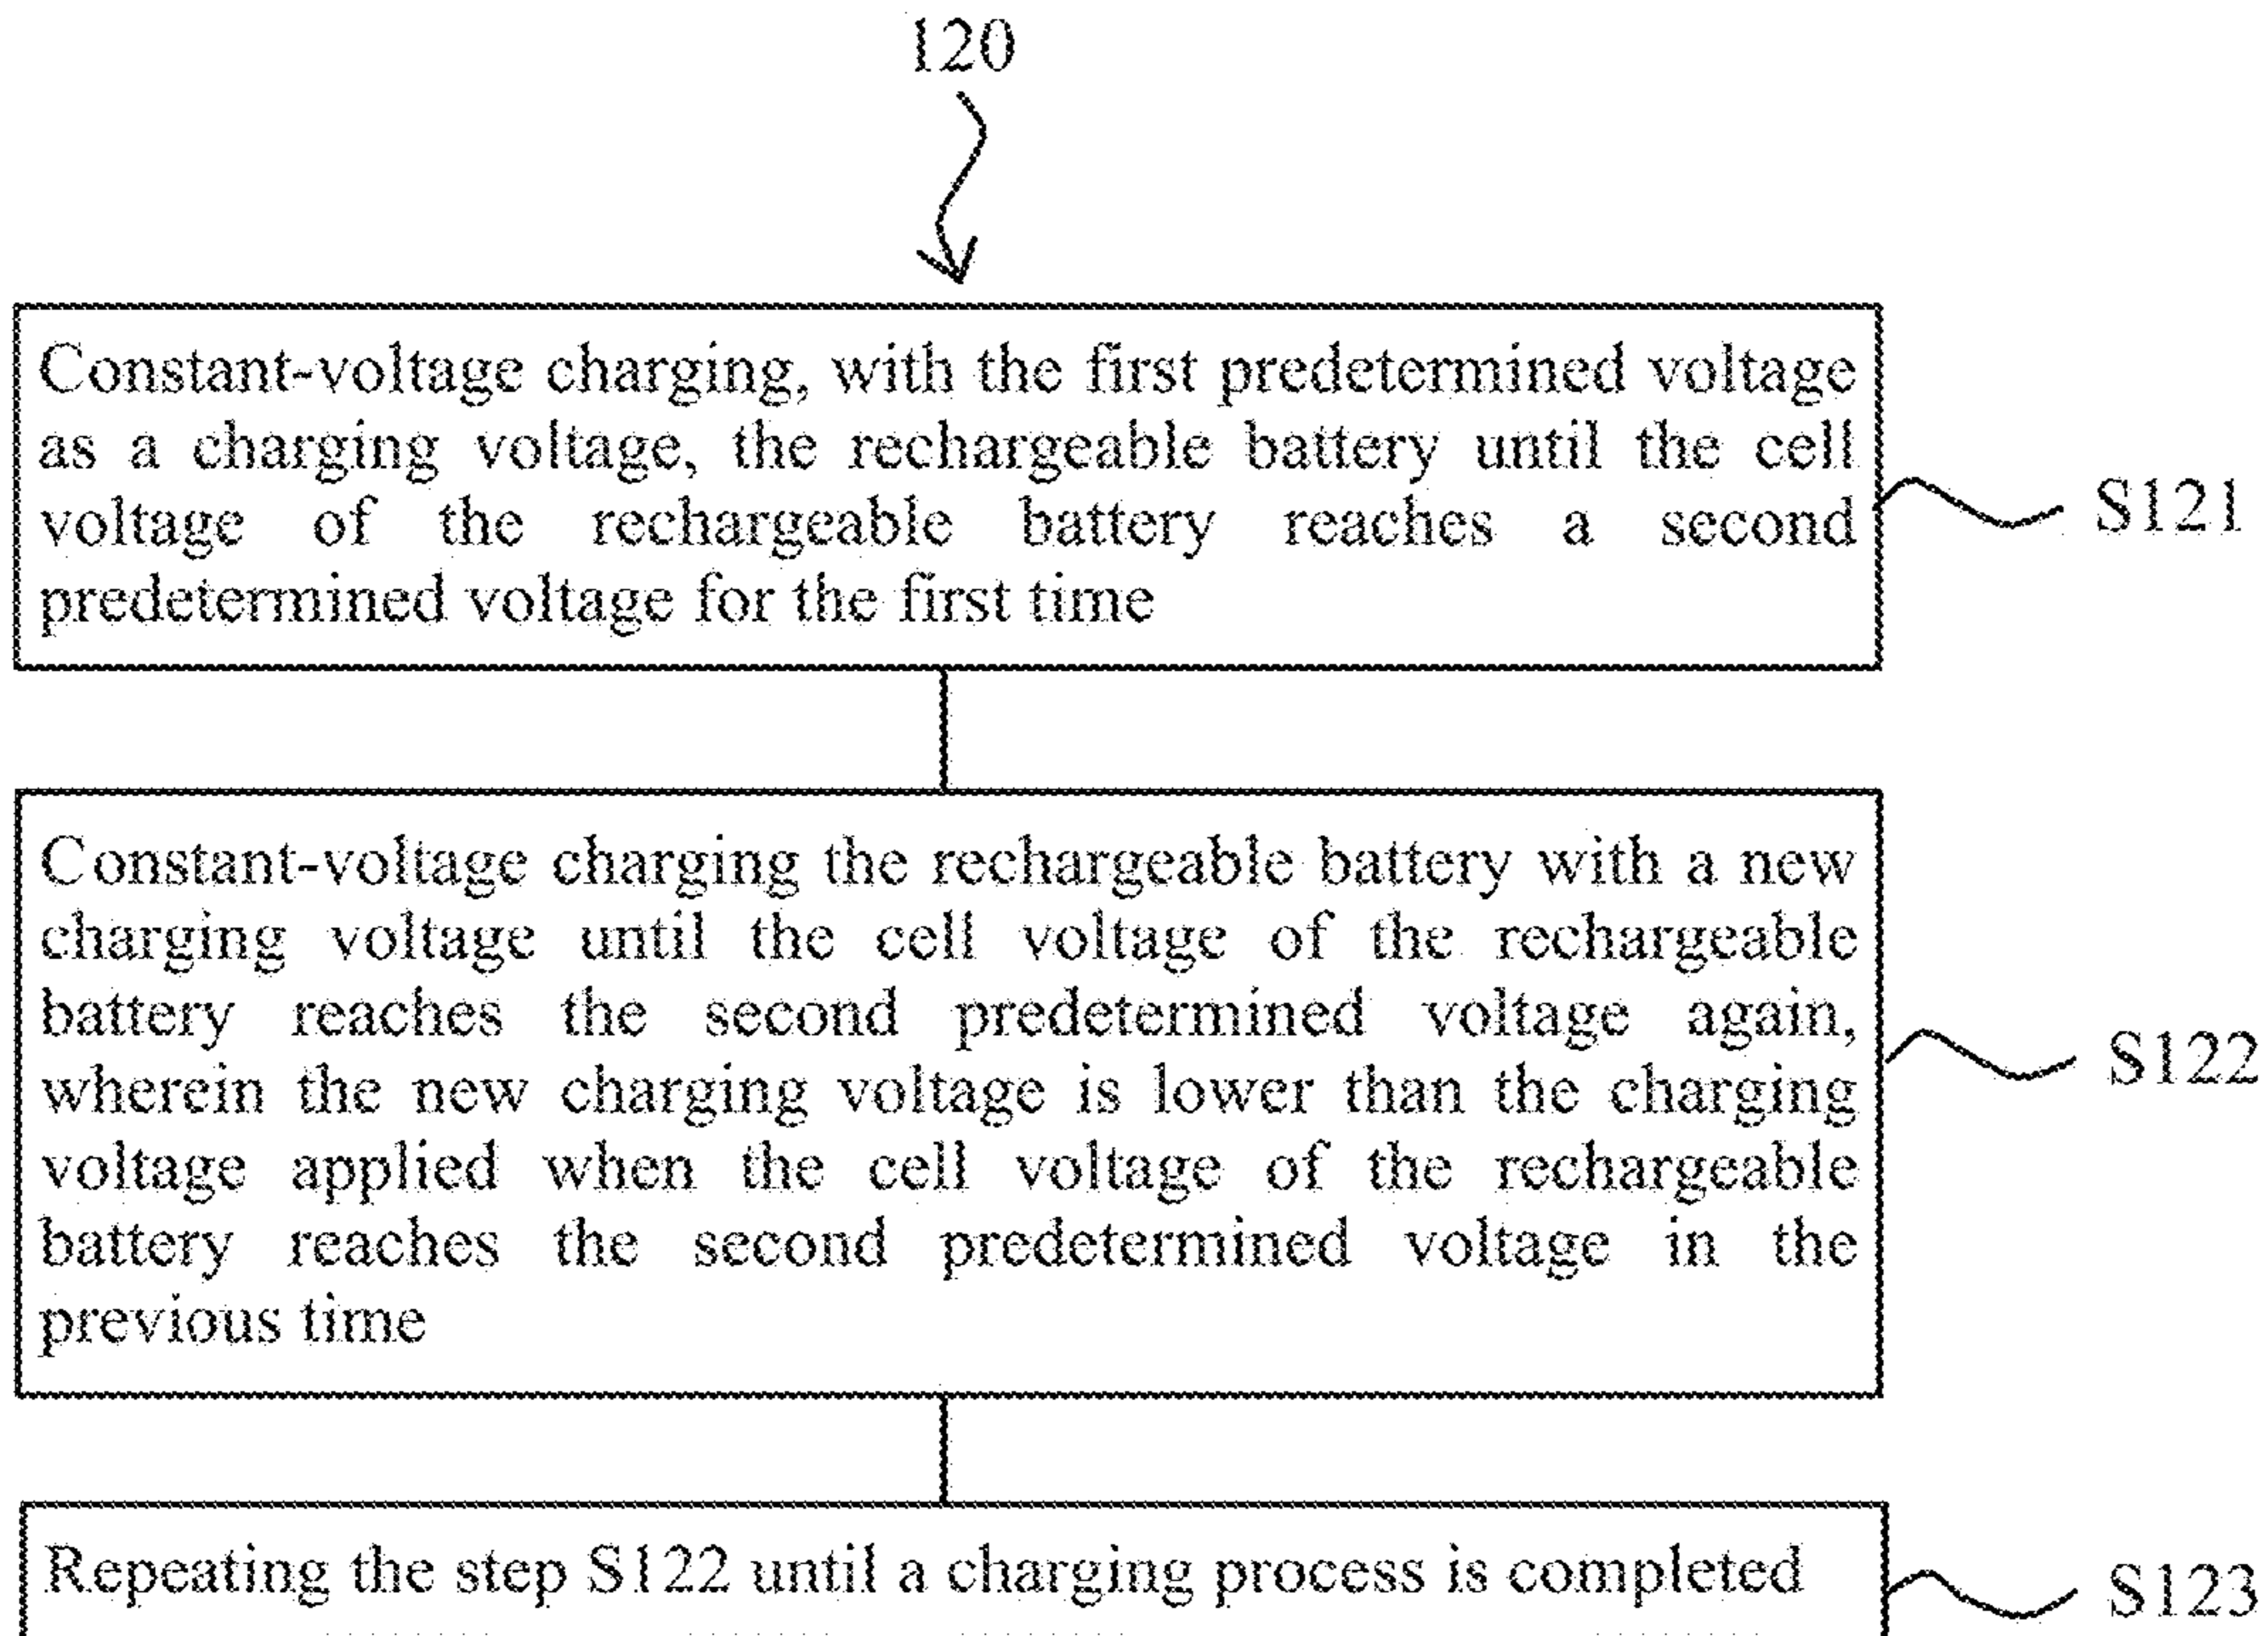 120
Constant-voltage charging, with the first predetermined voltage
as a charging voltage, the rechargeable battery until the cell
voltage of the rechargeable battery reaches a second
predetermined voltage for the first time
S121
Constant-voltage charging the rechargeable battery with a new
charging voltage until the cell voltage of the rechargeable
battery reaches the second predetermined voltage again,
wherein the new charging voltage is lower than the charging
voltage applied when the cell voltage of the rechargeable
battery reaches the second predetermined voltage in the
previous time
S122
Repeating the step S122 until a charging process is completed
S123